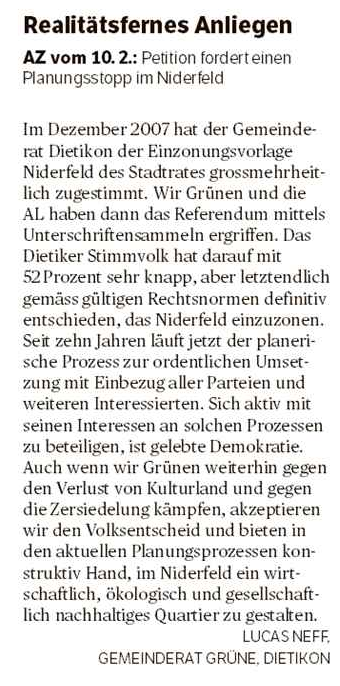 Realitätsfernes Anliegen
AZ vom 10. 2.: Petition fordert einen
Planungsstopp im Niderfeld
Im Dezember 2007 hat der Gemeinde-
rat Dietikon der Einzonungsvorlage
Niderfeld des Stadtrates grossmehrheit-
lich zugestimmt. Wir Grünen und die
AL haben dann das Referendum mittels
Unterschriftensammeln ergriffen. Das
Dietiker Stimmvolk hat darauf mit
52 Prozent sehr knapp, aber letztendlich
gemäss gültigen Rechtsnormen definitiv
entschieden, das Niderfeld einzuzonen.
Seit zehn Jahren läuft jetzt der planeri-
sche Prozess zur ordentlichen Umset-
zung mit Einbezug aller Parteien und
weiteren Interessierten. Sich aktiv mit
seinen Interessen an solchen Prozessen
zu beteiligen, ist gelebte Demokratie.
Auch wenn wir Grünen weiterhin gegen
den Verlust von Kulturland und gegen
die Zersiedelung kämpfen, akzeptieren
wir den Volksentscheid und bieten in
den aktuellen Planungsprozessen kon-
struktiv Hand, im Niderfeld ein wirt-
schaftlich, ökologisch und gesellschaft-
lich nachhaltiges Quartier zu gestalten.
LUCAS NEFF,
GEMEINDERAT GRÜNE, DIETIKON